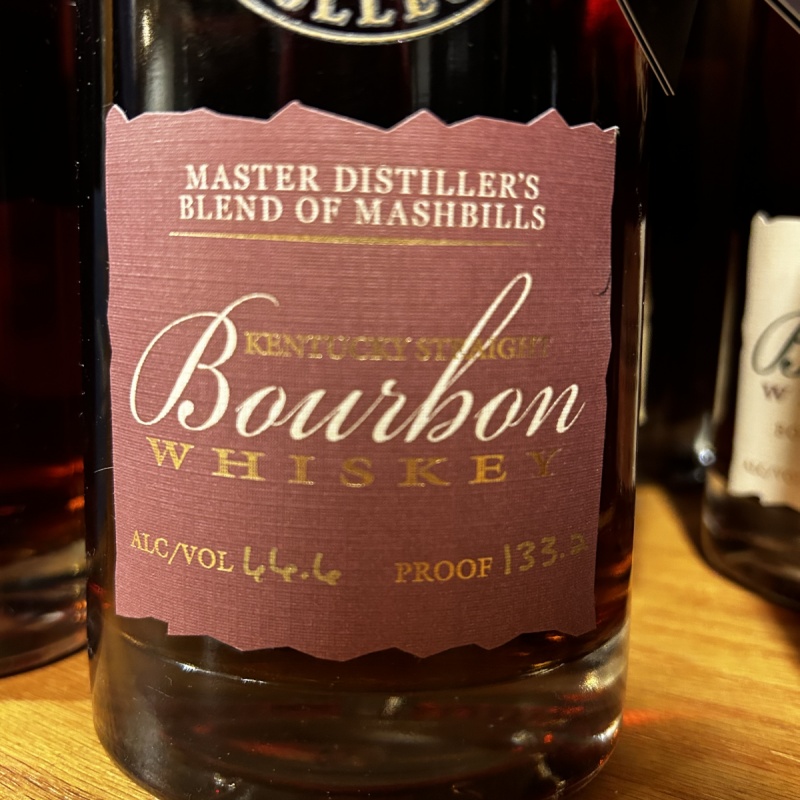 MASTER DISTILLER'S
BLEND OF MASHBILLS
KENTUCKY STRAIGHT
Bourbon
WHISKEY
ALC/VOL 66.6 PROOF 133.2